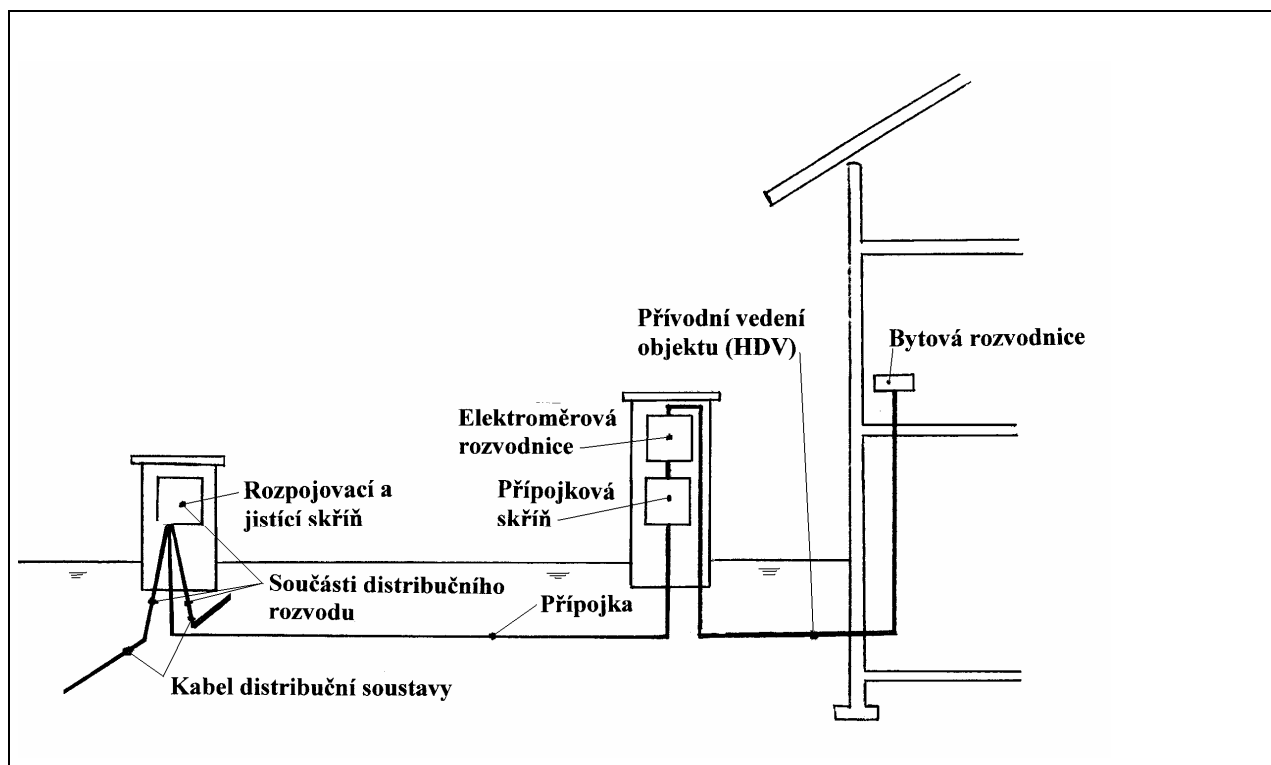 Přívodní vedení
objektu (HDV)
Bytová rozvodnice
Elektroměrová
rozvodnice
Rozpojovací a
jistící skříň
Přípojková
skříň
Součásti distribučního
rozvodu
Přípojka
Kabel distribuční soustavy